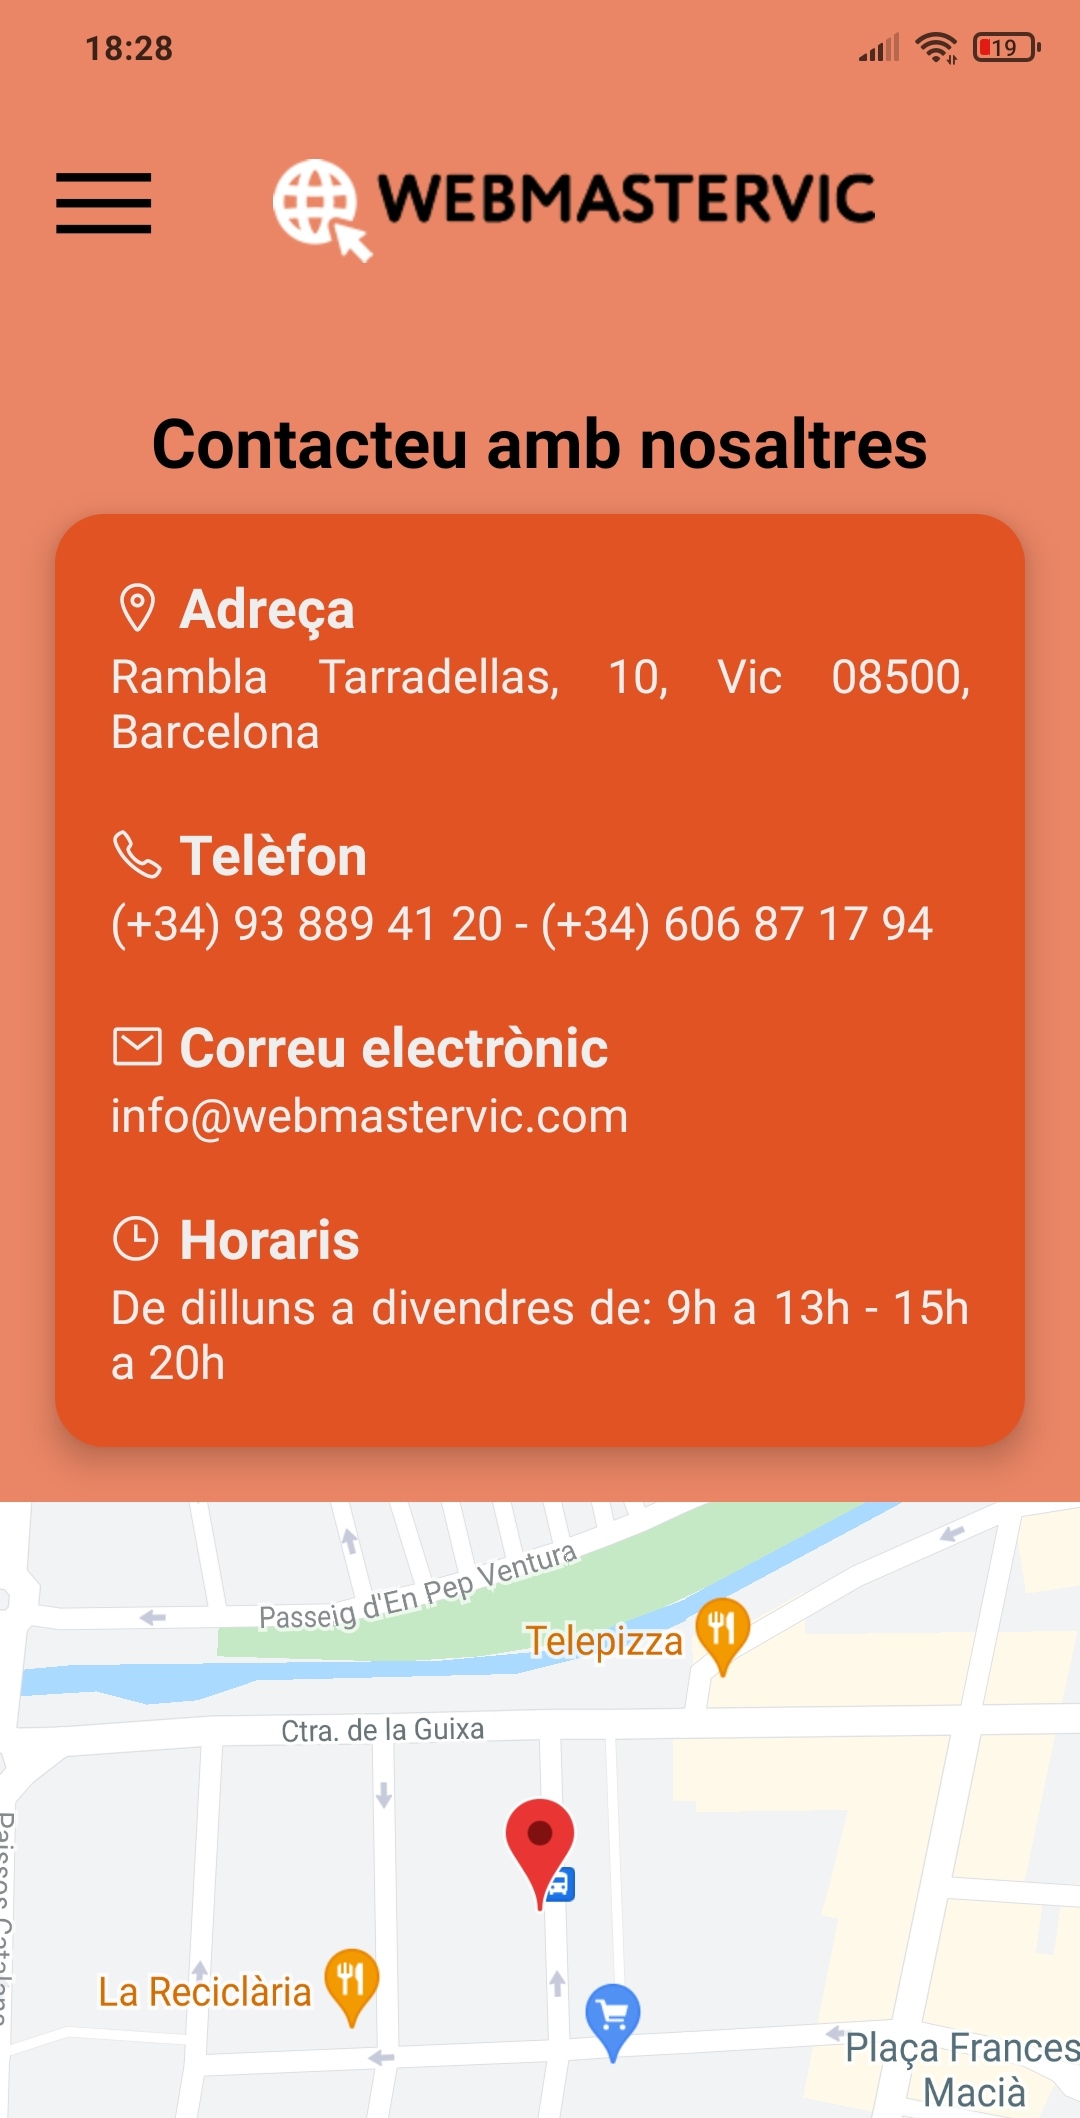 18:28
19
WEBMASTERVIC
Contacteu amb nosaltres
Adreça
Rambla Tarradellas, 10, Vic 08500,
Barcelona
Telèfon
(+34) 93 889 41 20 - (+34) 606 87 17 94
Correu electrònic
info@webmastervic.com
Horaris
De dilluns a divendres de: 9h a 13h - 15h
a 20h
Passeig d'En Pep Ventura
Telepizza
Ctra. de la Guixa
La Reciclària
Plaça Frances
Macià